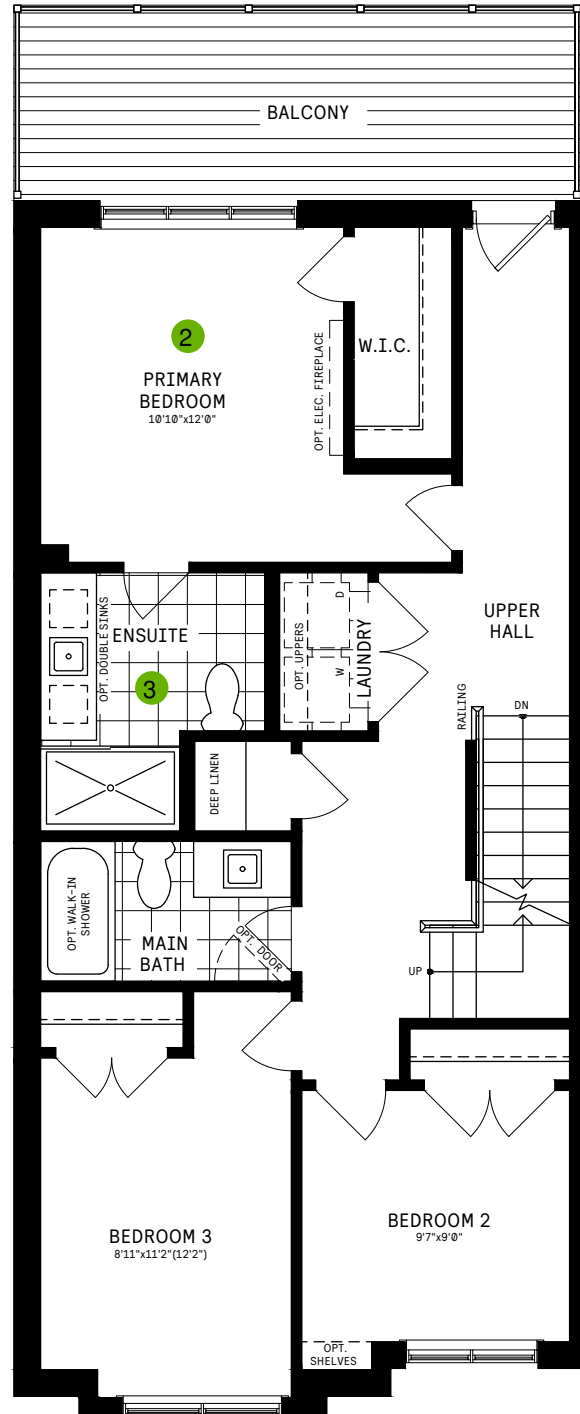 BALCONY
2
PRIMARY
BEDROOM
10'10"x12'0"
OPT. ELEC. FIREPLACE
W.I.C.
ENSUITE
3
OPT. DOUBLE SINKS
OPT. UPPERS
D
W
LAUNDRY
UPPER
HALL
RAILING
DN
DEEP LINEN
OPT. WALK-IN
SHOWER
MAIN
BATH
OPT. DOOR
UP
BEDROOM 3
8'11"x11'2"(12'2")
BEDROOM 2
9'7"x9'0"
OPT.
SHELVES